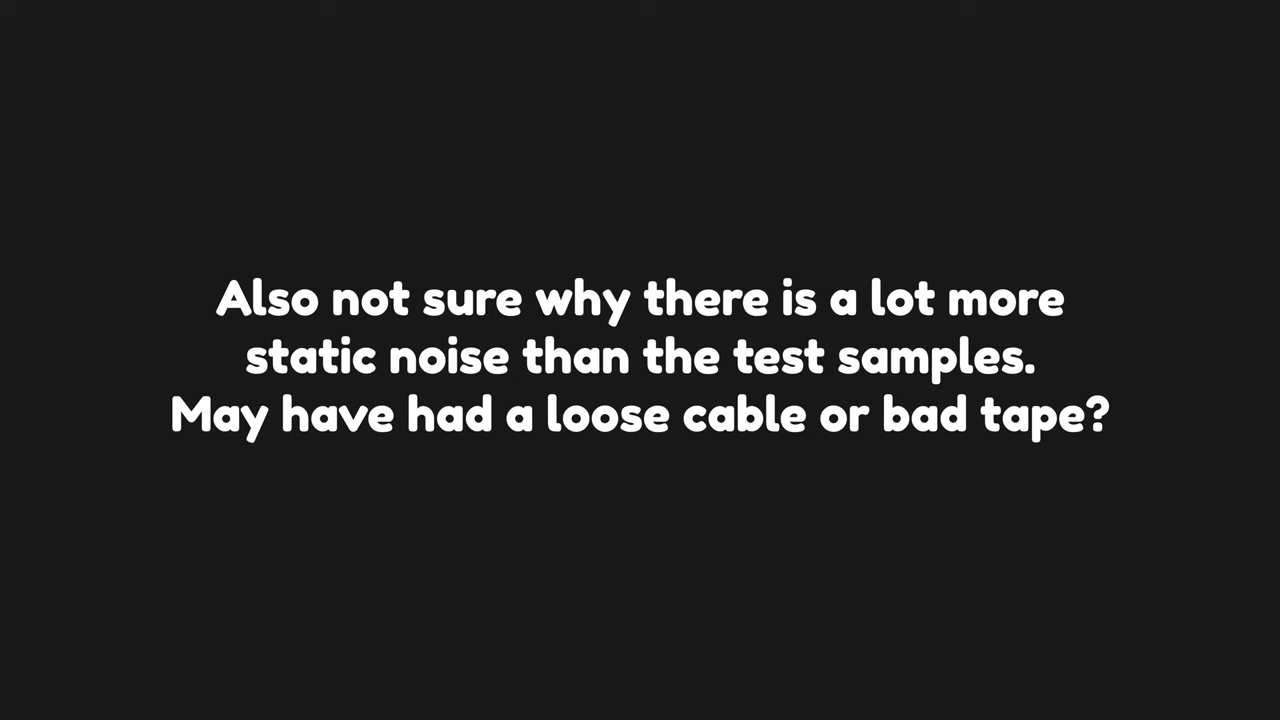 Also not sure why there is a lot more
static noise than the test samples.
May have had a loose cable or bad tape?